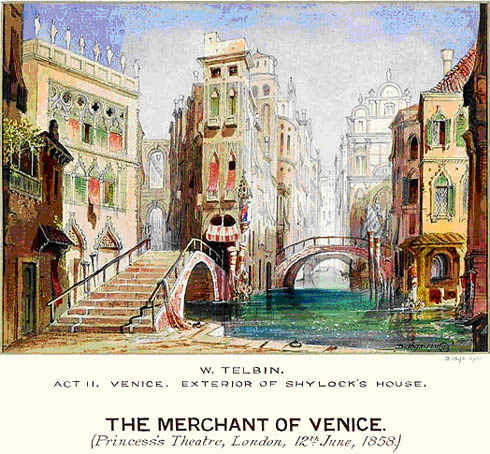 W. TELBIN.
ACT II. VENICE. EXTERIOR OF SHYLOCK'S HOUSE.
THE MERCHANT OF VENICE.
(Princess's Theatre, London, 12th June, 1858.)